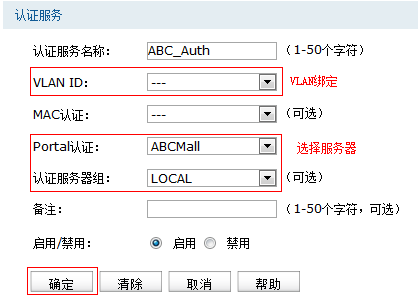 认证服务
认证服务名称： ABC_Auth （1-50个字符）
VLAN ID： --- VLAN绑定
MAC认证： --- （可选）
Portal认证： ABCMall 选择服务器
认证服务器组： LOCAL （可选）
备注： （1-50个字符，可选）
启用/禁用： 启用 禁用
确定 清除 取消 帮助